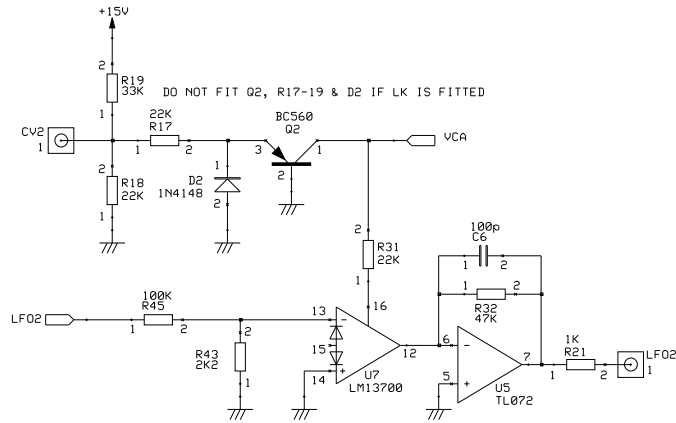 +15V
2
R19
33K
1
DO NOT FIT Q2, R17-19 & D2 IF LK IS FITTED
CV2
1
22K
R17
1
2
BC560
Q2
3
1
2
VCA
2
R18
22K
1
D2
1N4148
1
2
2
R31
22K
1
100p
C6
1
2
1
2
R32
47K
LFO2
100K
R45
1
2
2
R43
2K2
1
13
16
15
14
12
U7
LM13700
6
5
7
U5
TL072
1K
R21
1
2
LFO2
1